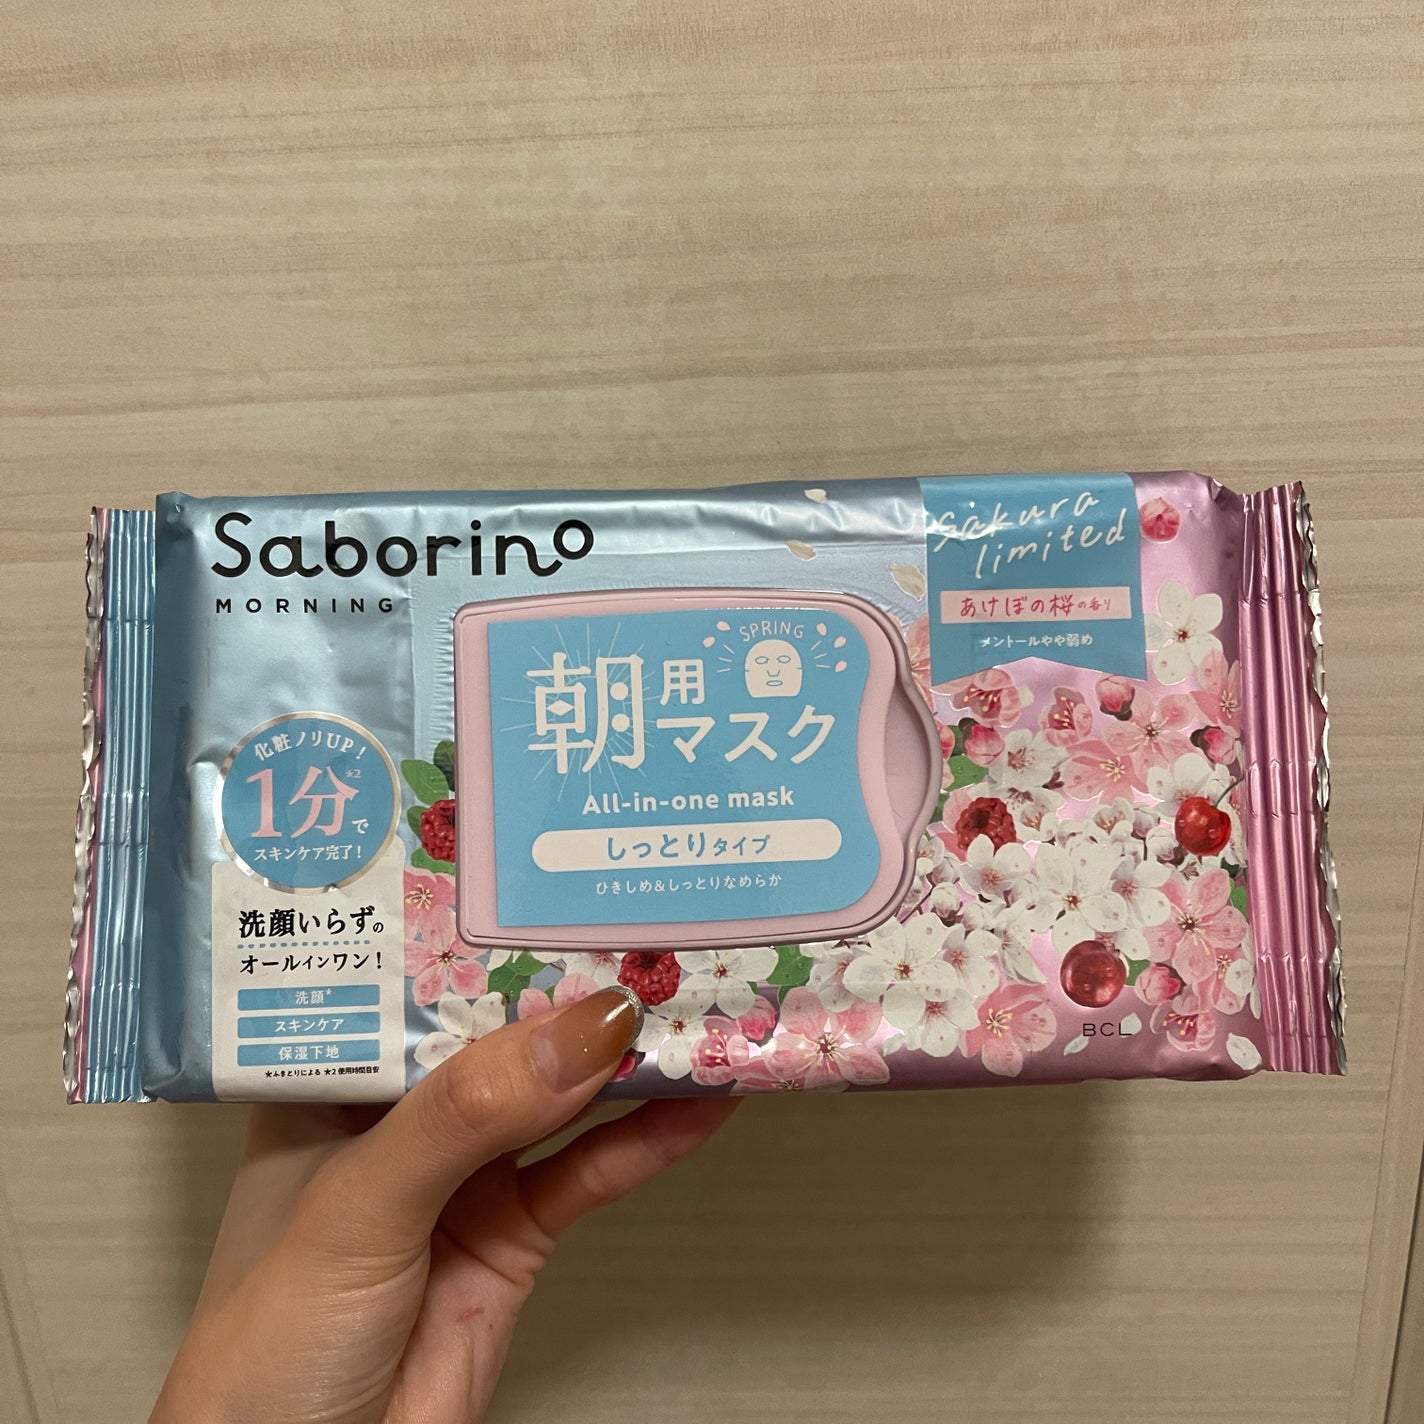 Saborino
MORNING
Sakura
limited
あけぼの桜の香り
メントールやや弱め
SPRING
朝用
マスク
All-in-one mask
しっとりタイプ
ひきしめ&しっとりなめらか
化粧ノリUP!
1分*2で
スキンケア完了!
洗顔いらずの
オールインワン!
洗顔*
スキンケア
保湿下地
*ふきとりによる *2 使用時間目安
BCL